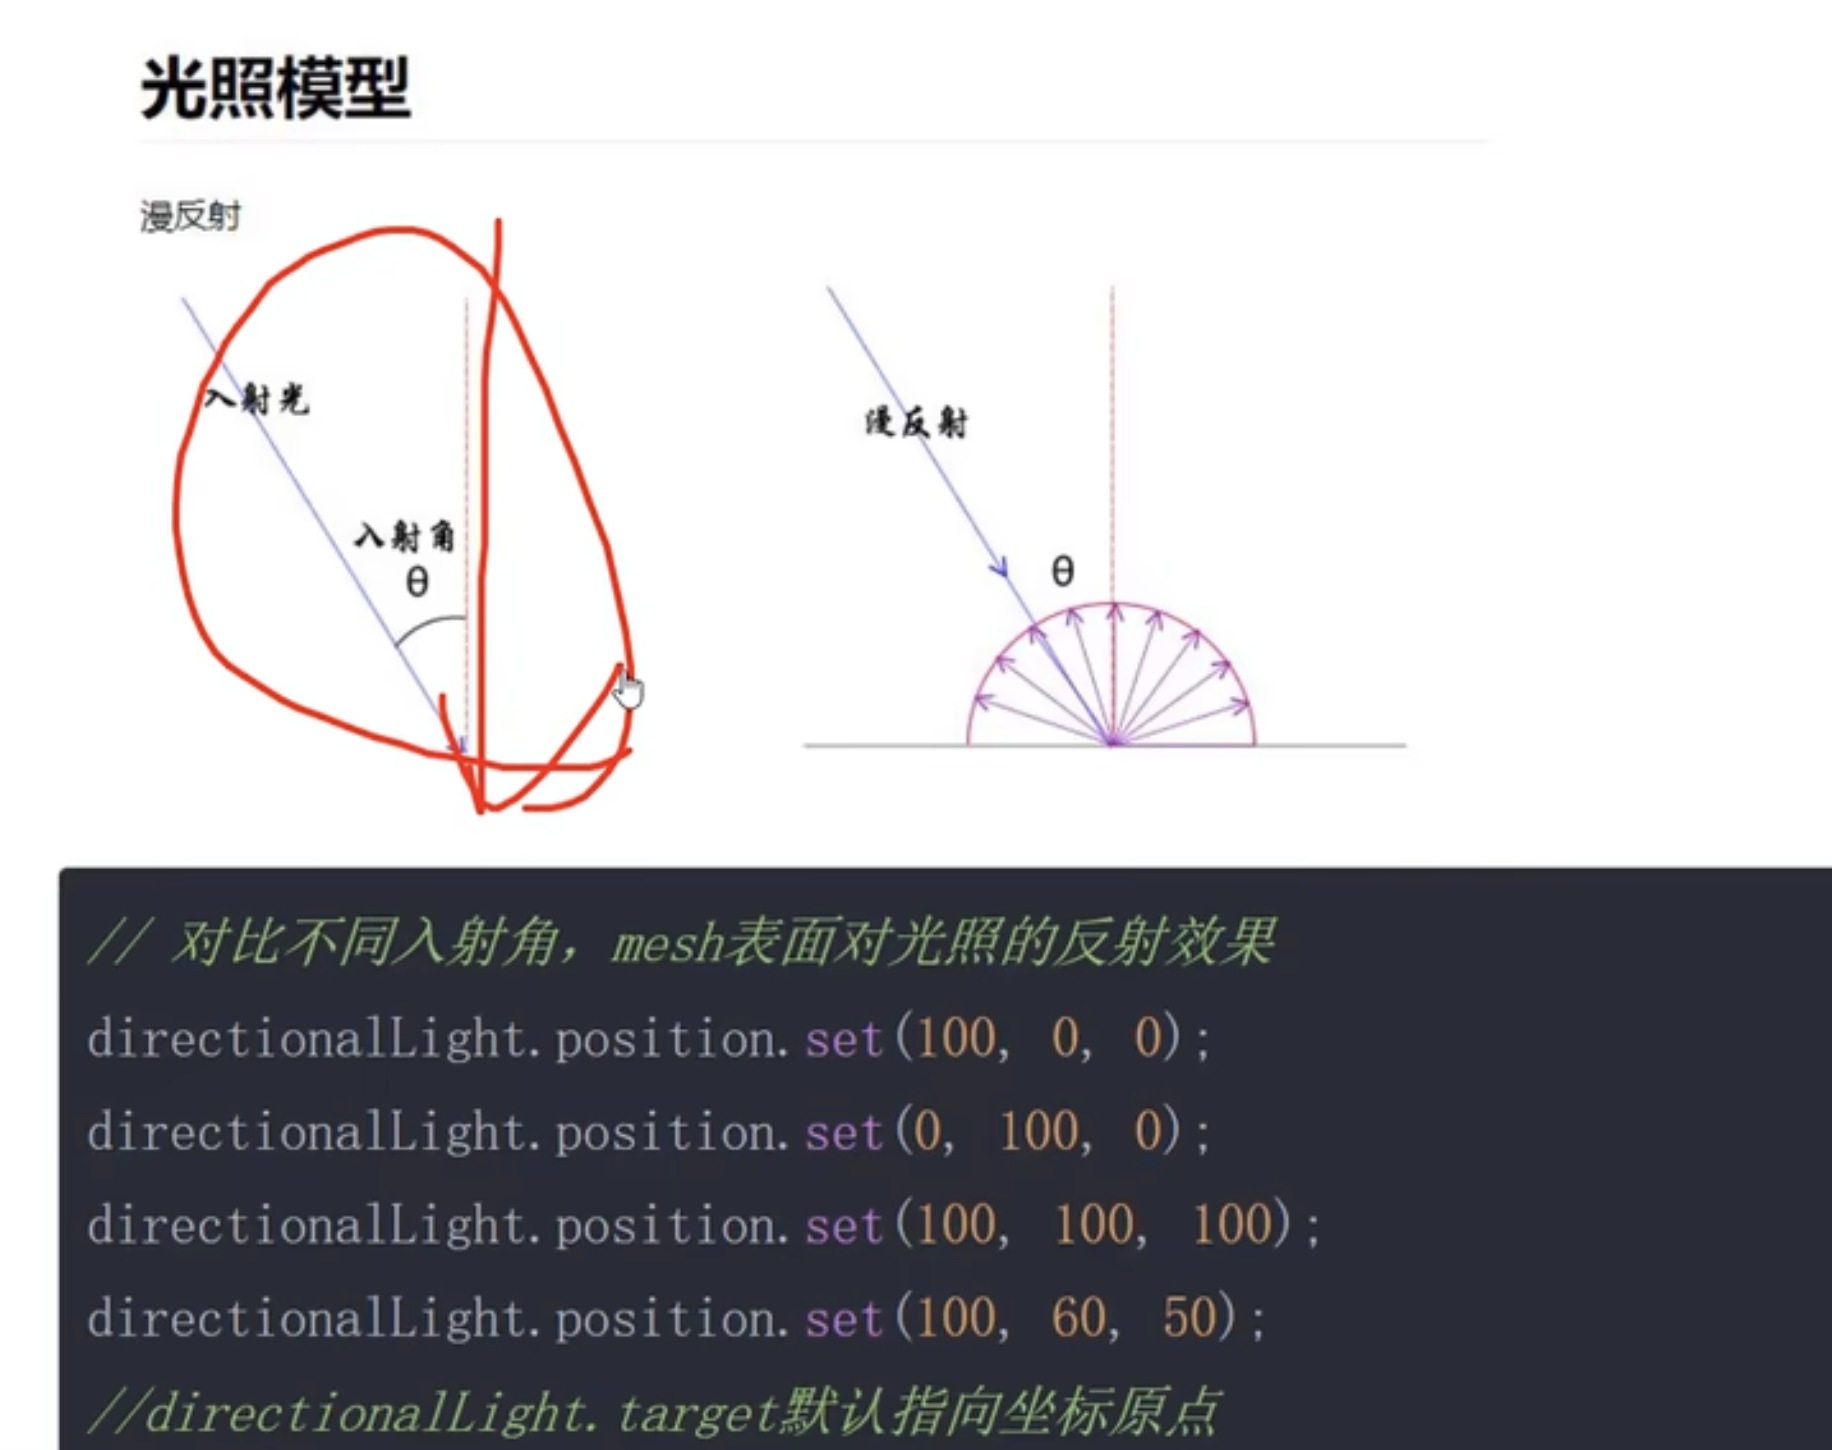 光照模型
漫反射
入射光
入射角
θ
漫反射
θ
// 对比不同入射角，mesh表面对光照的反射效果
directionalLight.position.set(100, 0, 0);
directionalLight.position.set(0, 100, 0);
directionalLight.position.set(100, 100, 100);
directionalLight.position.set(100, 60, 50);
//directionalLight.target默认指向坐标原点